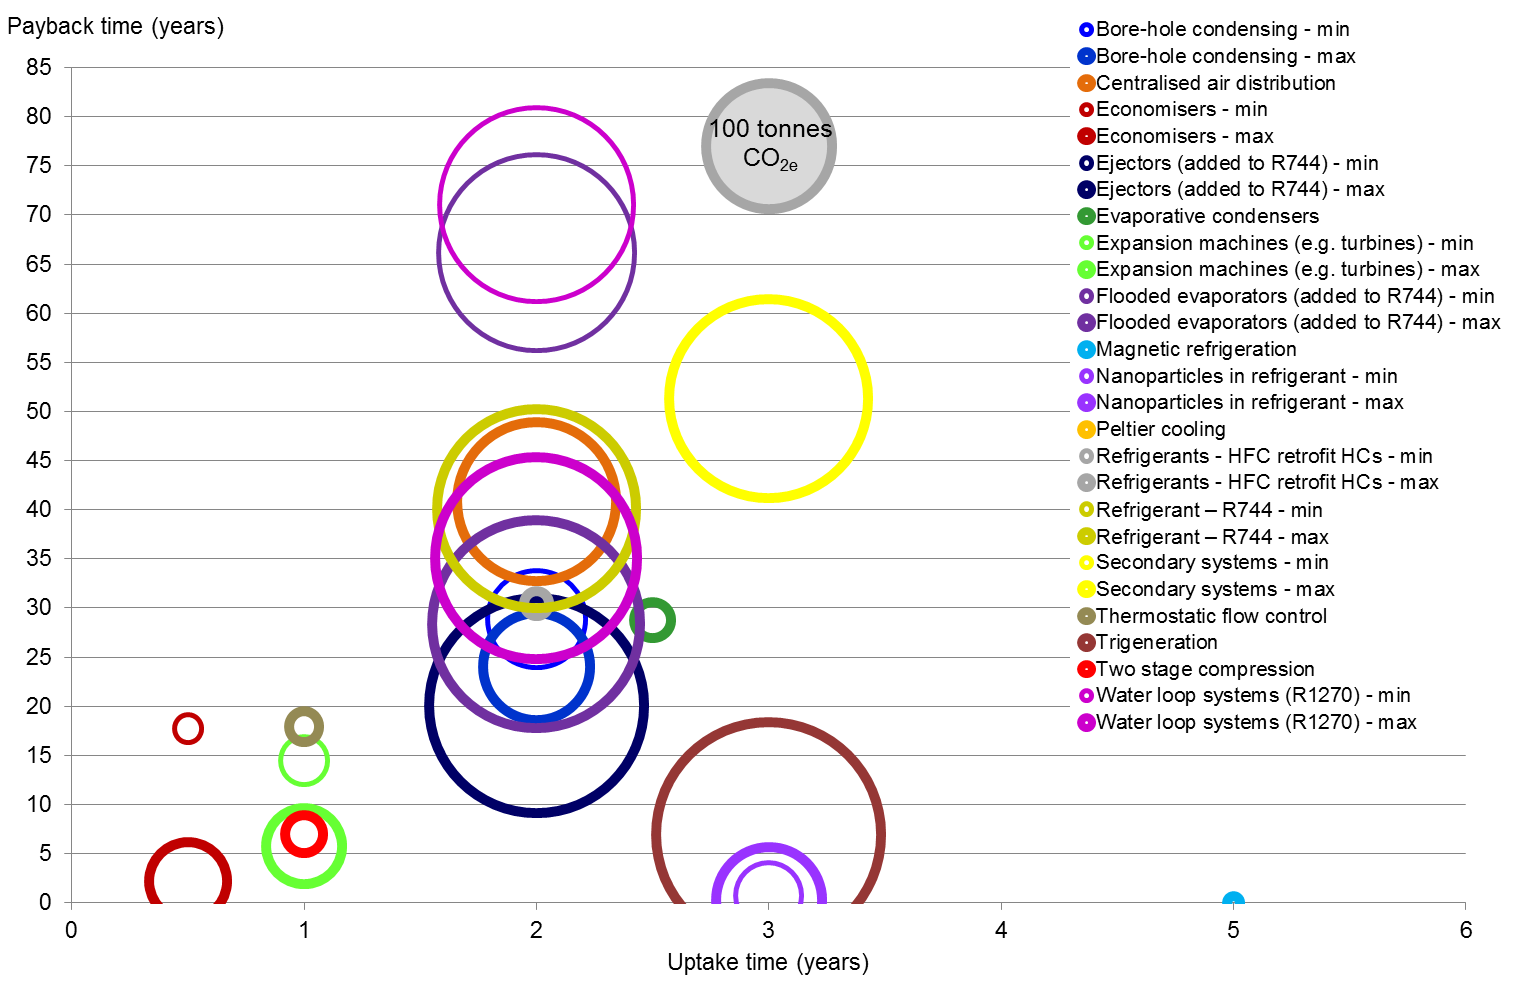 Payback time (years)
85
80
75
70
65
60
55
50
45
40
35
30
25
20
15
10
5
0
0 1 2 3 4 5 6
Uptake time (years)
100 tonnes
CO2e
Bore-hole condensing - min
Bore-hole condensing - max
Centralised air distribution
Economisers - min
Economisers - max
Ejectors (added to R744) - min
Ejectors (added to R744) - max
Evaporative condensers
Expansion machines (e.g. turbines) - min
Expansion machines (e.g. turbines) - max
Flooded evaporators (added to R744) - min
Flooded evaporators (added to R744) - max
Magnetic refrigeration
Nanoparticles in refrigerant - min
Nanoparticles in refrigerant - max
Peltier cooling
Refrigerants - HFC retrofit HCs - min
Refrigerants - HFC retrofit HCs - max
Refrigerant – R744 - min
Refrigerant – R744 - max
Secondary systems - min
Secondary systems - max
Thermostatic flow control
Trigeneration
Two stage compression
Water loop systems (R1270) - min
Water loop systems (R1270) - max